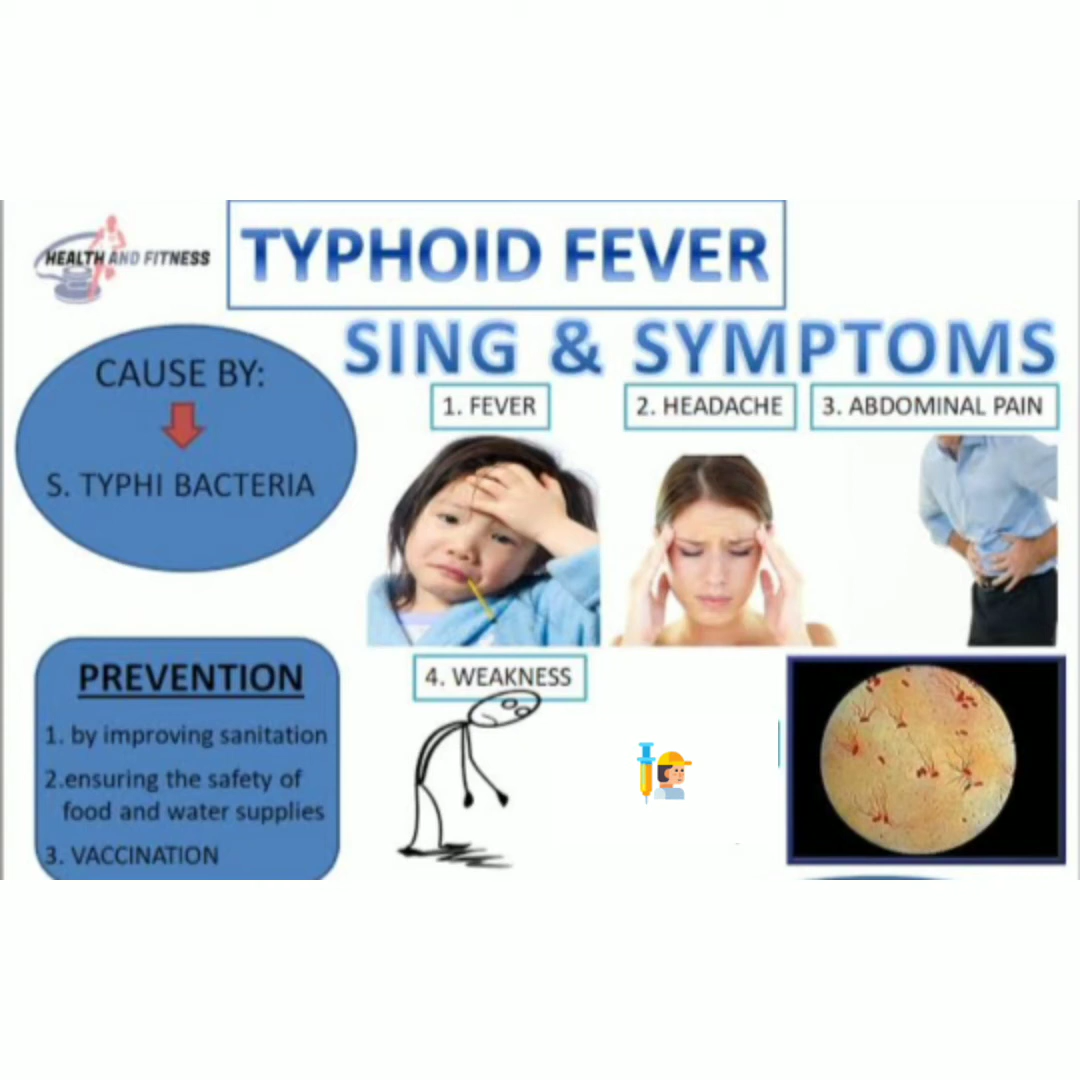 HEALTH AND FITNESS
TYPHOID FEVER
SING & SYMPTOMS
CAUSE BY:
S. TYPHI BACTERIA
1. FEVER
2. HEADACHE
3. ABDOMINAL PAIN
4. WEAKNESS
PREVENTION
1. by improving sanitation
2.ensuring the safety of
food and water supplies
3. VACCINATION